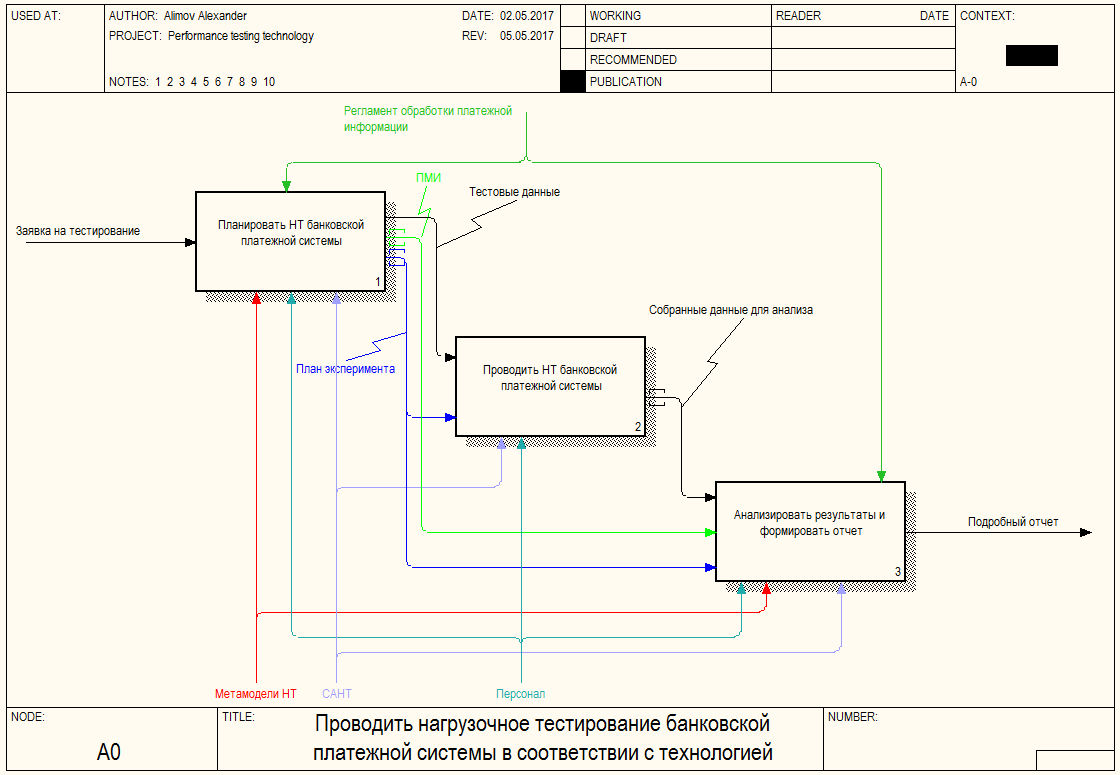 USED AT:
AUTHOR: Alimov Alexander
DATE: 02.05.2017
PROJECT: Performance testing technology
REV: 05.05.2017
NOTES: 1 2 3 4 5 6 7 8 9 10
WORKING
DRAFT
RECOMMENDED
PUBLICATION
READER
DATE
CONTEXT:
A-0
Регламент обработки платежной
информации
ПМИ
Тестовые данные
Заявка на тестирование
Планировать НТ банковской
платежной системы
1
Собранные данные для анализа
План эксперимента
Проводить НТ банковской
платежной системы
2
Анализировать результаты и
формировать отчет
3
Подробный отчет
Метамодели НТ
САНТ
Персонал
NODE:
A0
TITLE:
Проводить нагрузочное тестирование банковской
платежной системы в соответствии с технологией
NUMBER: